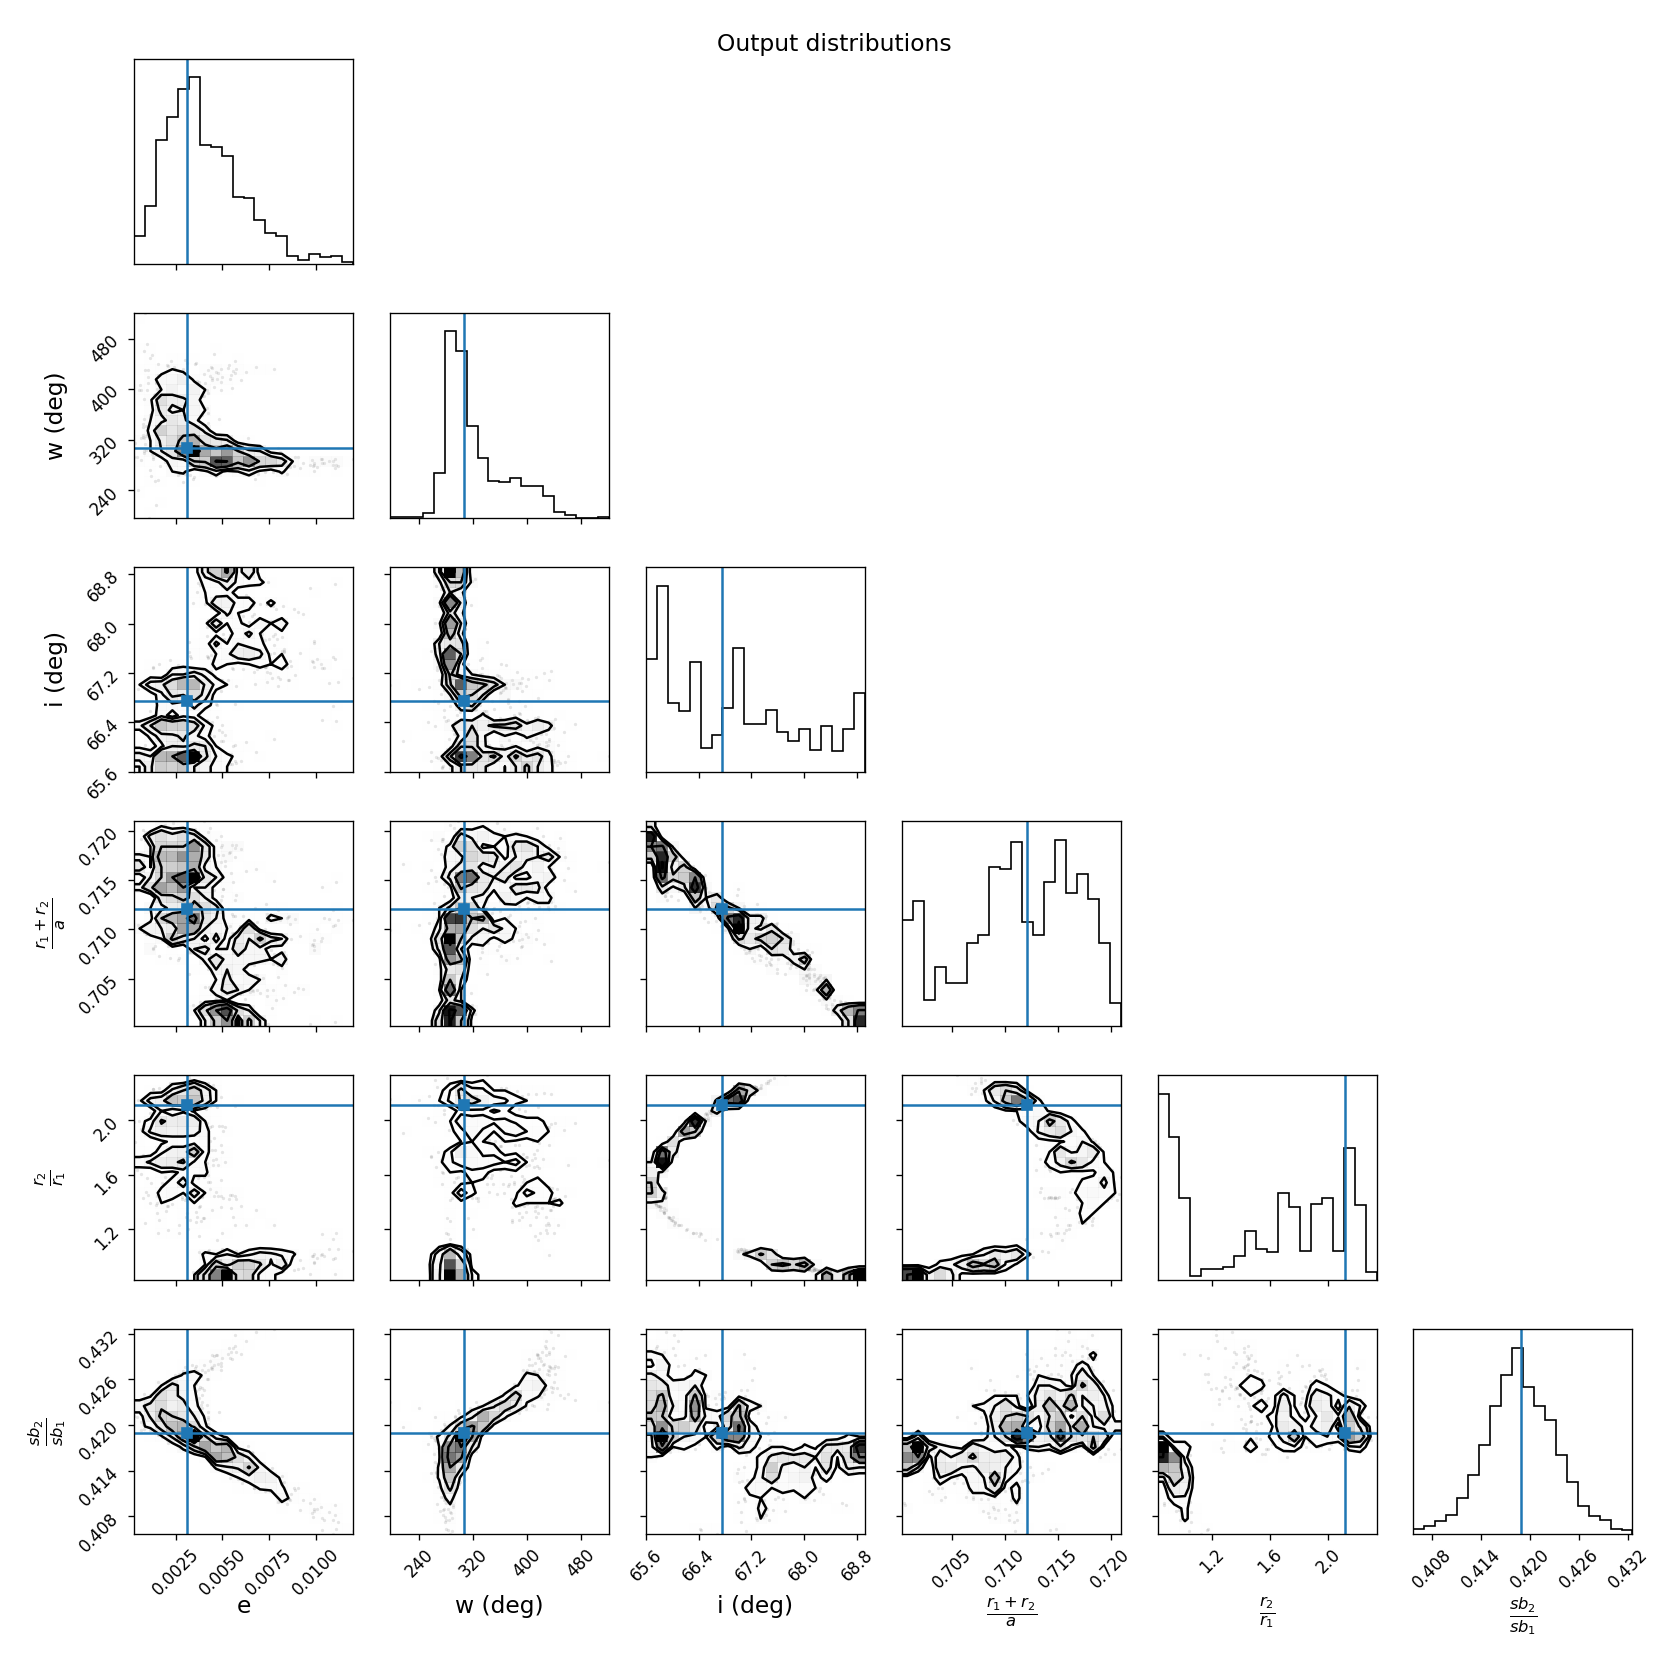 Output distributions
480
400
320
240
w (deg)
68.8
68.0
67.2
66.4
65.6
i (deg)
0.720
0.715
0.710
0.705
r₁ + r₂
a
2.0
1.6
1.2
r₂
r₁
0.432
0.426
0.420
0.414
0.408
sb₂
sb₁
0.0025 0.0050 0.0075 0.0100
240 320 400 480
65.6 66.4 67.2 68.0 68.8
0.705 0.710 0.715 0.720
1.2 1.6 2.0
0.408 0.414 0.420 0.426 0.432
e
w (deg)
i (deg)
r₁ + r₂
a
r₂
r₁
sb₂
sb₁